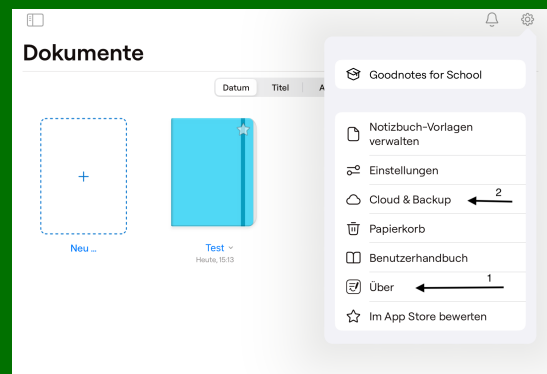 Dokumente
Datum
Titel
A
Goodnotes for School
Notizbuch-Vorlagen
verwalten
Einstellungen
Cloud & Backup
2
Papierkorb
Benutzerhandbuch
1
Über
Im App Store bewerten
Neu ...
Test
Heute, 15:13